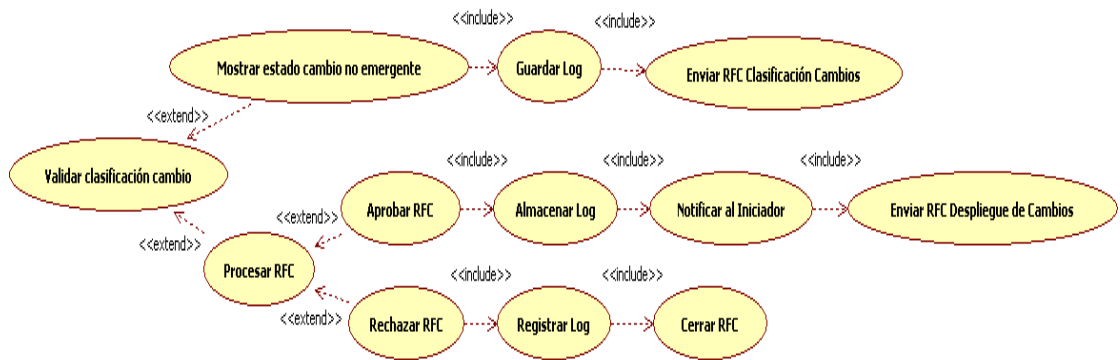 <<include>>
<<include>>
Mostrar estado cambio no emergente
Guardar Log
Enviar RFC Clasificación Cambios
<<extend>>
Validar clasificación cambio
<<include>>
<<include>>
<<include>>
Aprobar RFC
Almacenar Log
Notificar al Iniciador
Enviar RFC Despliegue de Cambios
<<extend>>
<<extend>>
Procesar RFC
<<include>>
<<include>>
<<extend>>
Rechazar RFC
Registrar Log
Cerrar RFC